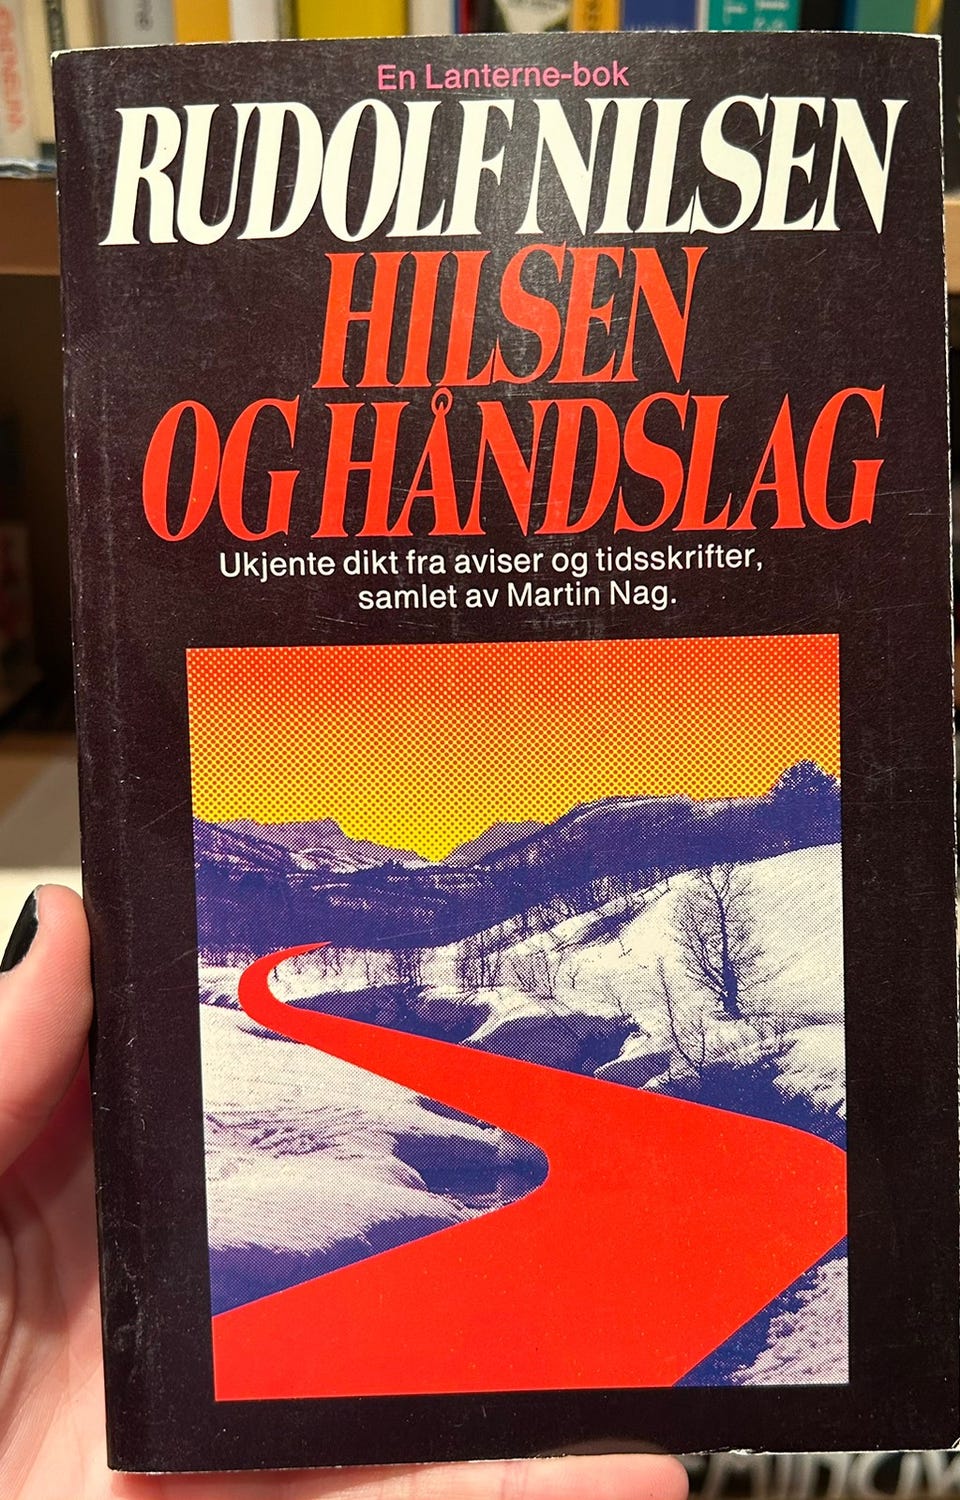 En Lanterne-bok
RUDOLF NILSEN
HILSEN
OG HÅNDSLAG
Ukjente dikt fra aviser og tidsskrifter,
samlet av Martin Nag.